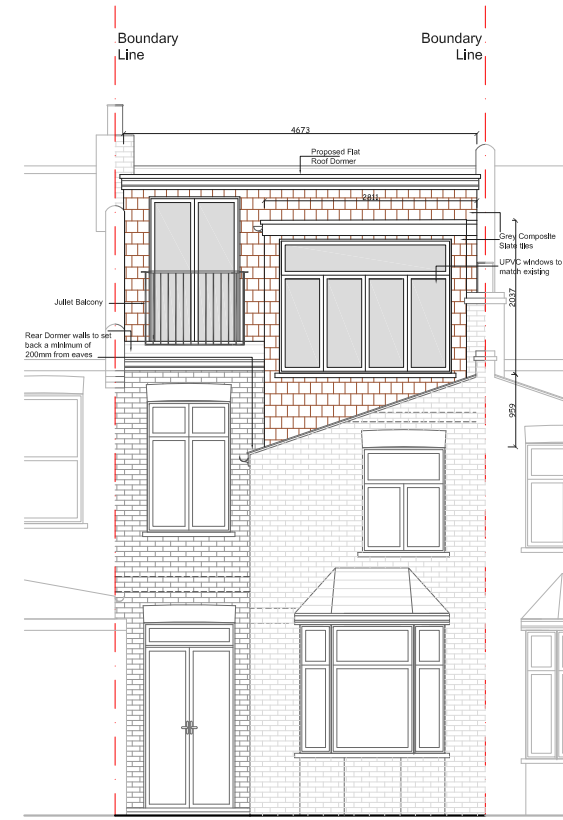 Boundary
Line
Boundary
Line
4673
Proposed Flat
Roof Dormer
2811
Grey Composite
Slate tiles
UPVC windows to
match existing
2037
Juliet Balcony
Rear Dormer walls to set
back a minimum of
200mm from eaves
959